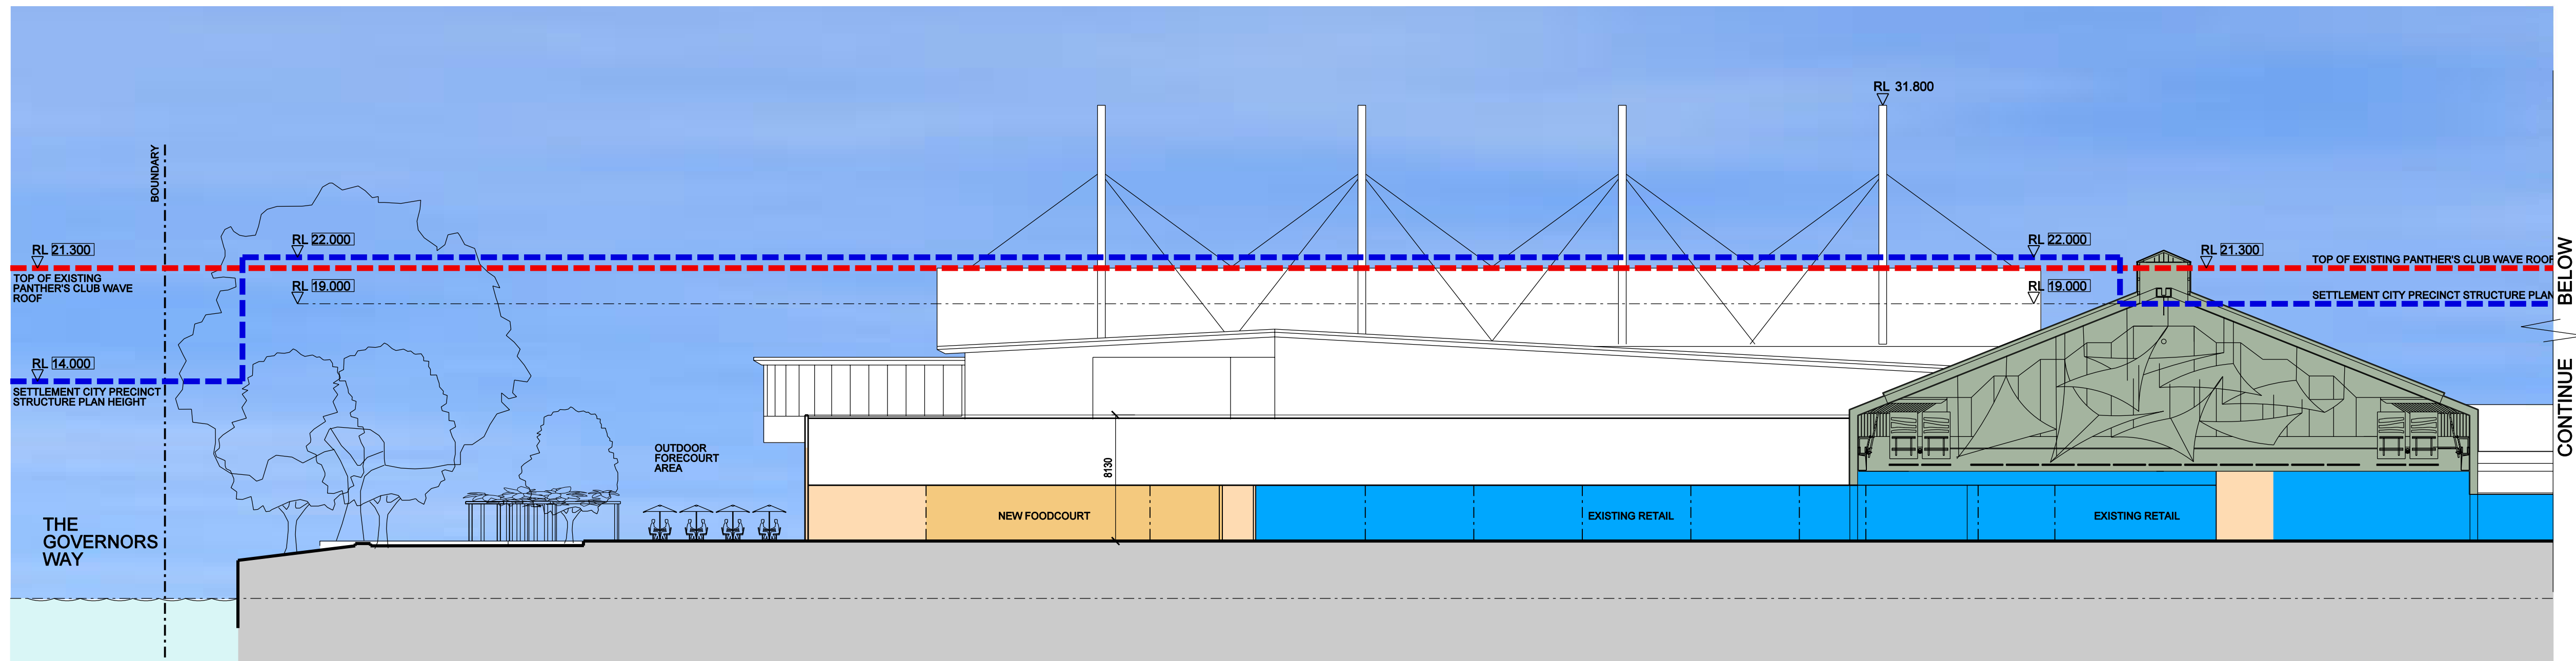 RL 31.800
BOUNDARY
RL 21.300
TOP OF EXISTING
PANTHER'S CLUB WAVE
ROOF
RL 22.000
RL 19.000
RL 14.000
SETTLEMENT CITY PRECINCT
STRUCTURE PLAN HEIGHT
THE
GOVERNORS
WAY
OUTDOOR
FORECOURT
AREA
8130
NEW FOODCOURT
EXISTING RETAIL
EXISTING RETAIL
RL 22.000
RL 19.000
RL 21.300
TOP OF EXISTING PANTHER'S CLUB WAVE ROOF
SETTLEMENT CITY PRECINCT STRUCTURE PLAN
CONTINUE BELOW